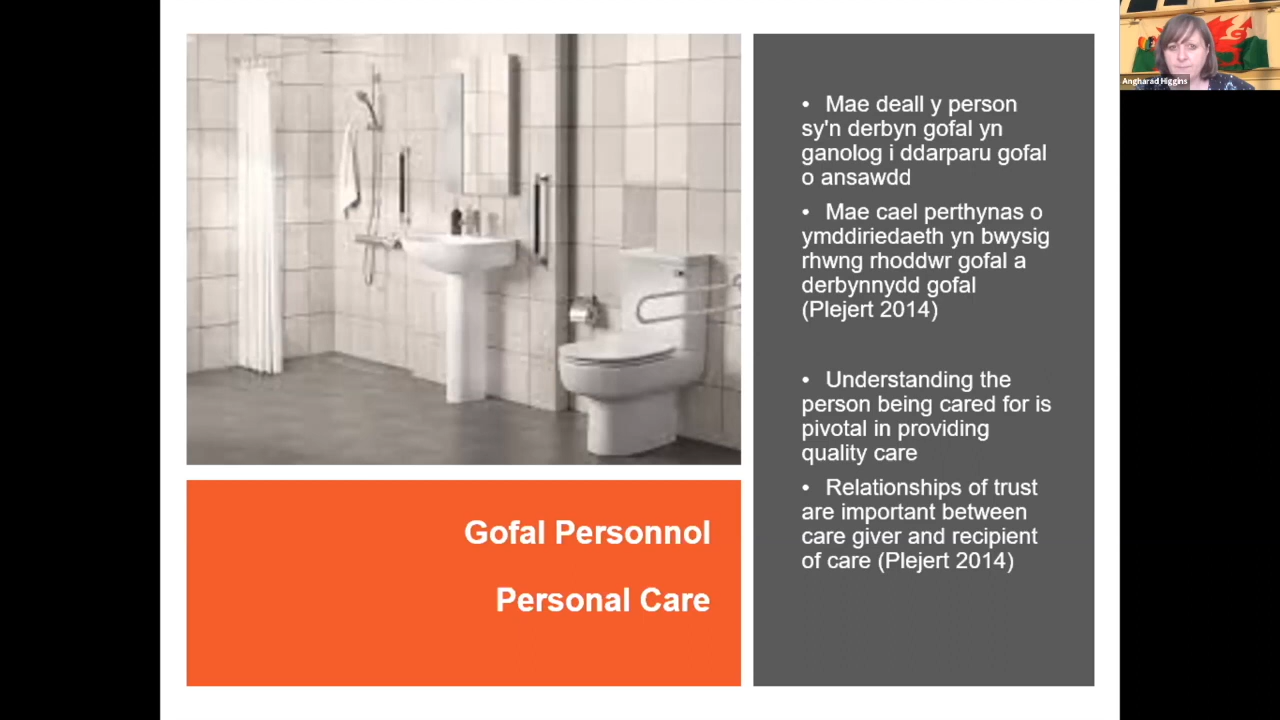 Angharad Higgins
• Mae deall y person
sy'n derbyn gofal yn
ganolog i ddarparu gofal
o ansawdd
• Mae cael perthynas o
ymddiriedaeth yn bwysig
rhwng rhoddwr gofal a
derbynnydd gofal
(Plejert 2014)
• Understanding the
person being cared for is
pivotal in providing
quality care
• Relationships of trust
are important between
care giver and recipient
of care (Plejert 2014)
Gofal Personnol
Personal Care